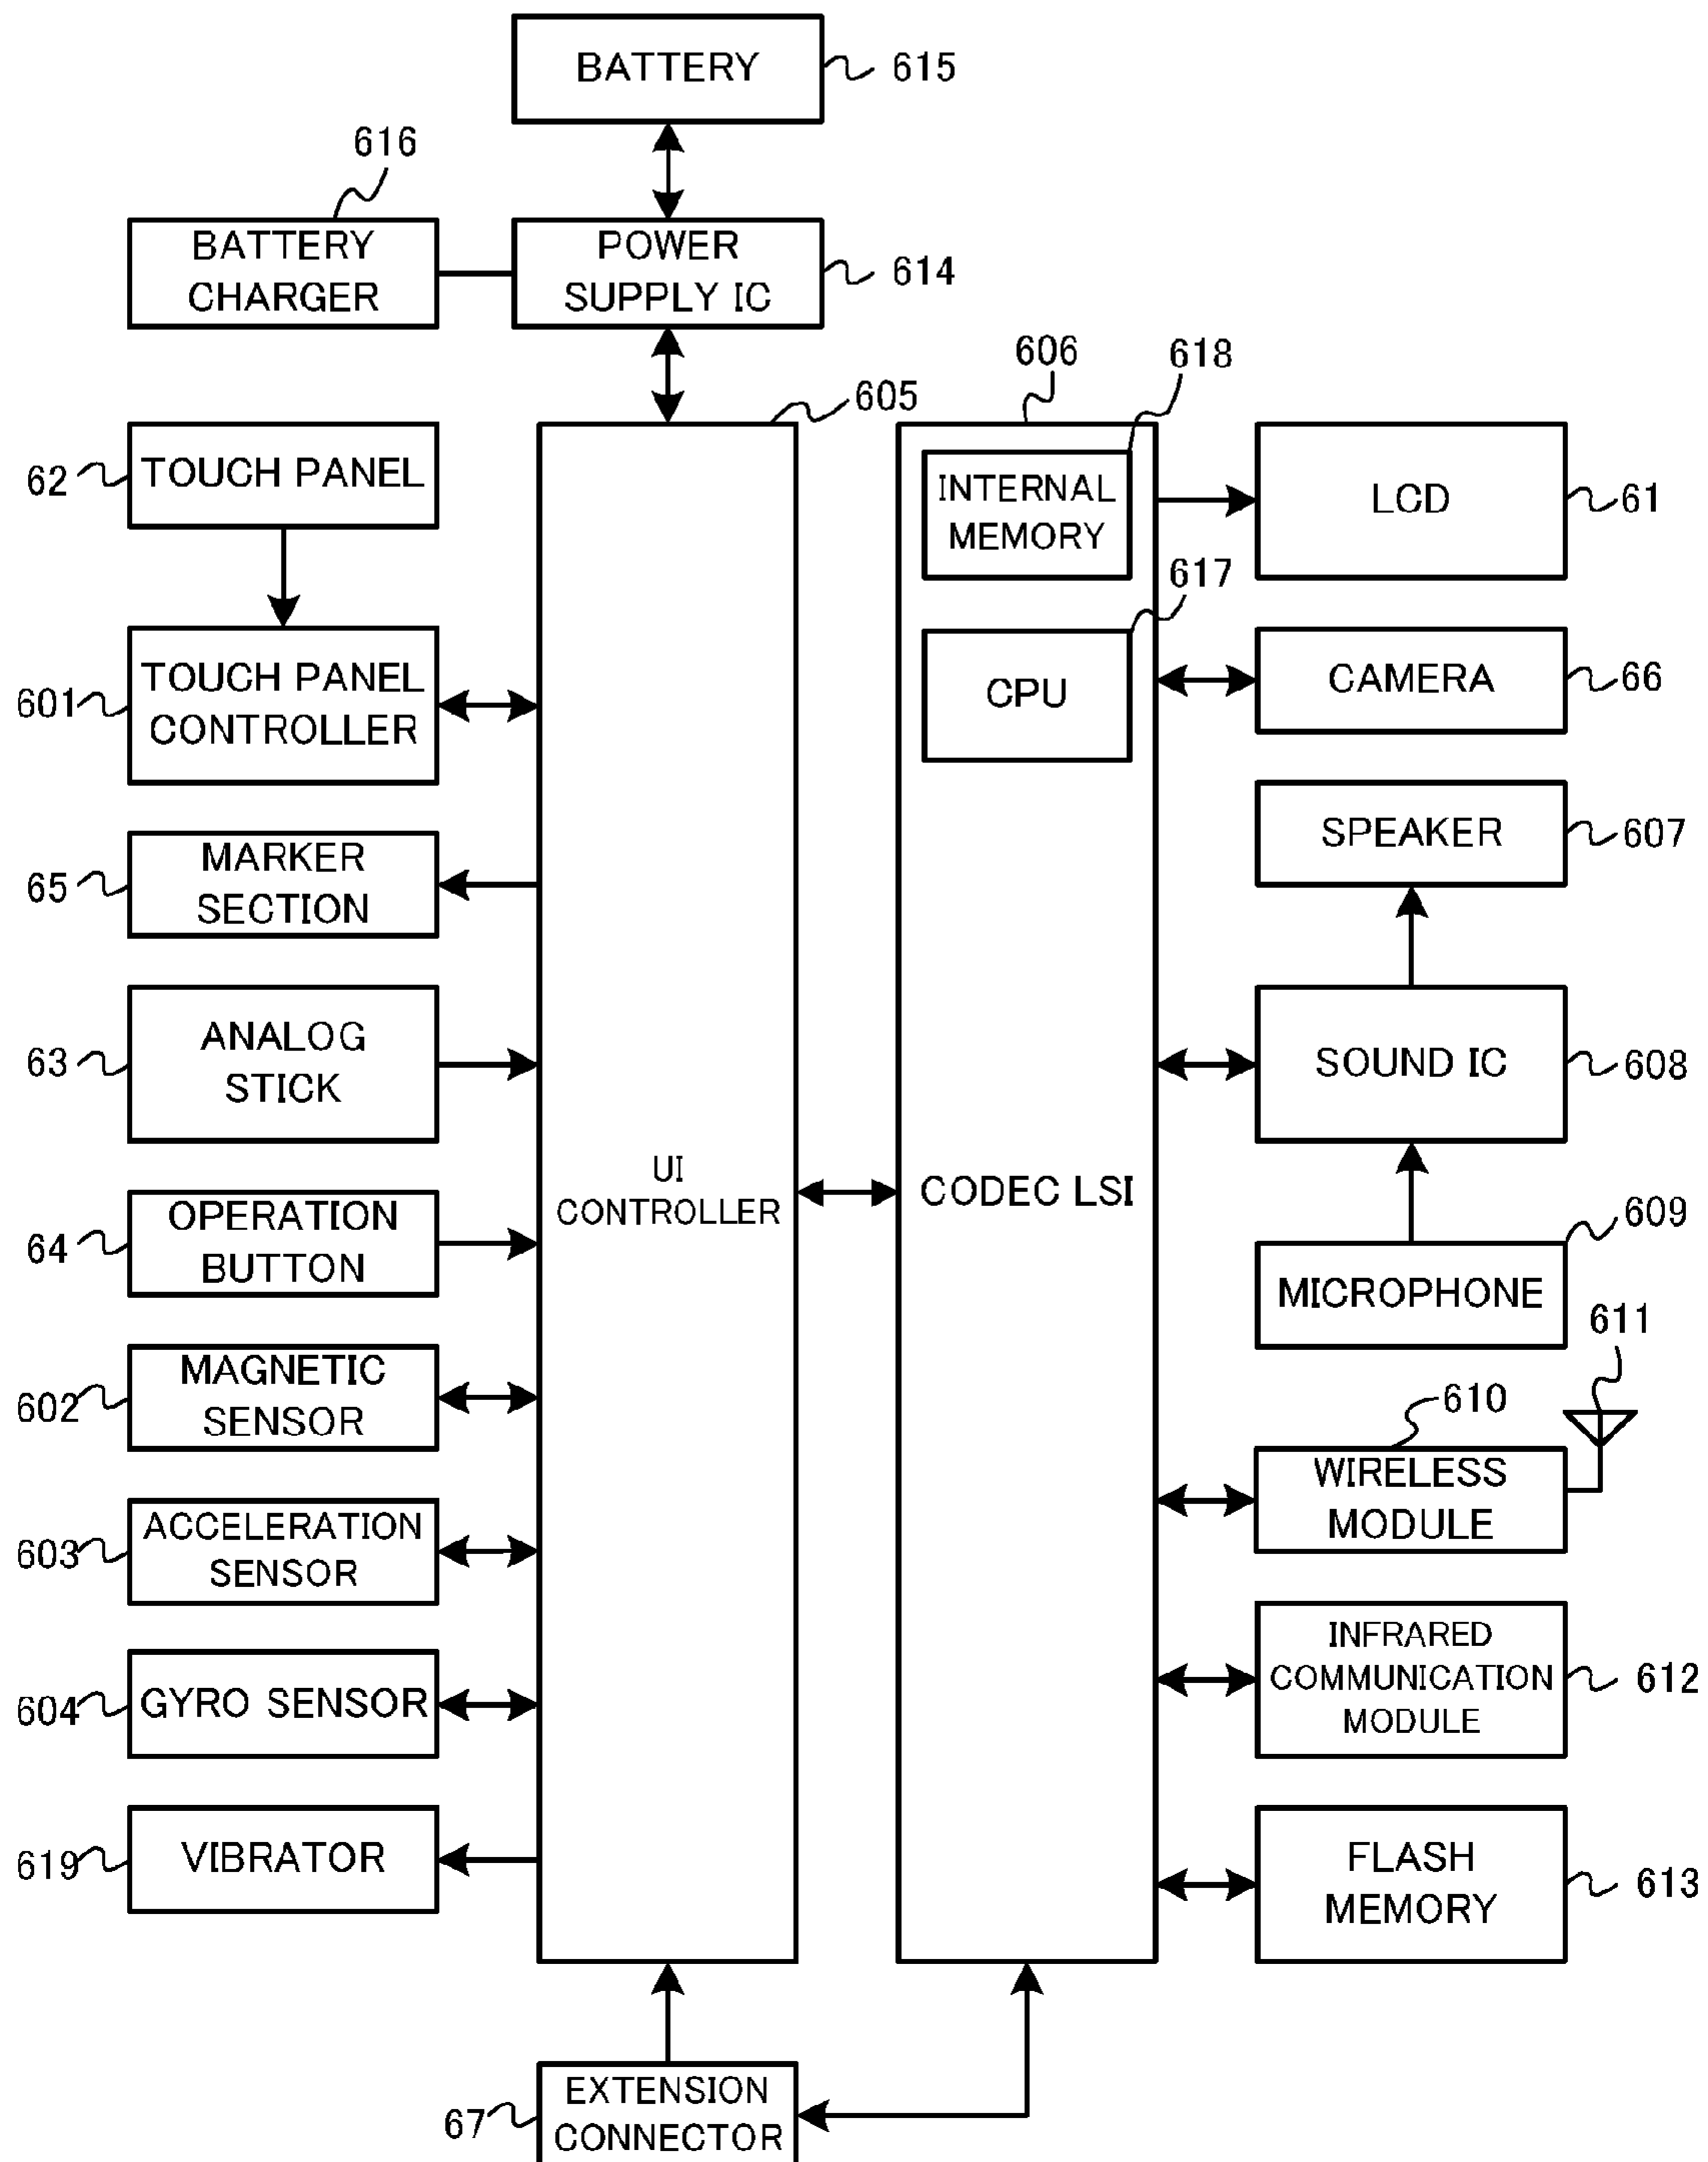 BATTERY
615
616
BATTERY
CHARGER
POWER
SUPPLY IC
614
605
606
618
62
TOUCH PANEL
INTERNAL
MEMORY
LCD
61
617
601
TOUCH PANEL
CONTROLLER
CPU
CAMERA
66
SPEAKER
607
65
MARKER
SECTION
63
ANALOG
STICK
SOUND IC
608
UI
CONTROLLER
CODEC LSI
64
OPERATION
BUTTON
609
MICROPHONE
611
602
MAGNETIC
SENSOR
610
WIRELESS
MODULE
603
ACCELERATION
SENSOR
INFRARED
COMMUNICATION
MODULE
612
604
GYRO SENSOR
619
VIBRATOR
FLASH
MEMORY
613
67
EXTENSION
CONNECTOR